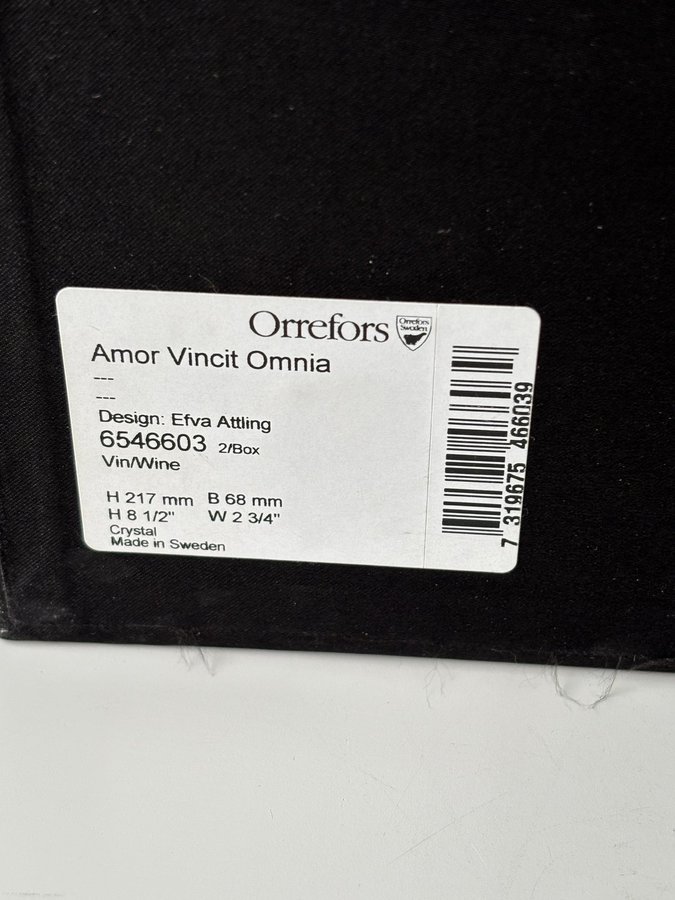 Orrefors
Orrefors
Sweden
Amor Vincit Omnia
---
---
Design: Efva Attling
6546603 2/Box
Vin/Wine
H 217 mm B 68 mm
H 8 1/2" W 2 3/4"
Crystal
Made in Sweden
7 319675 466039